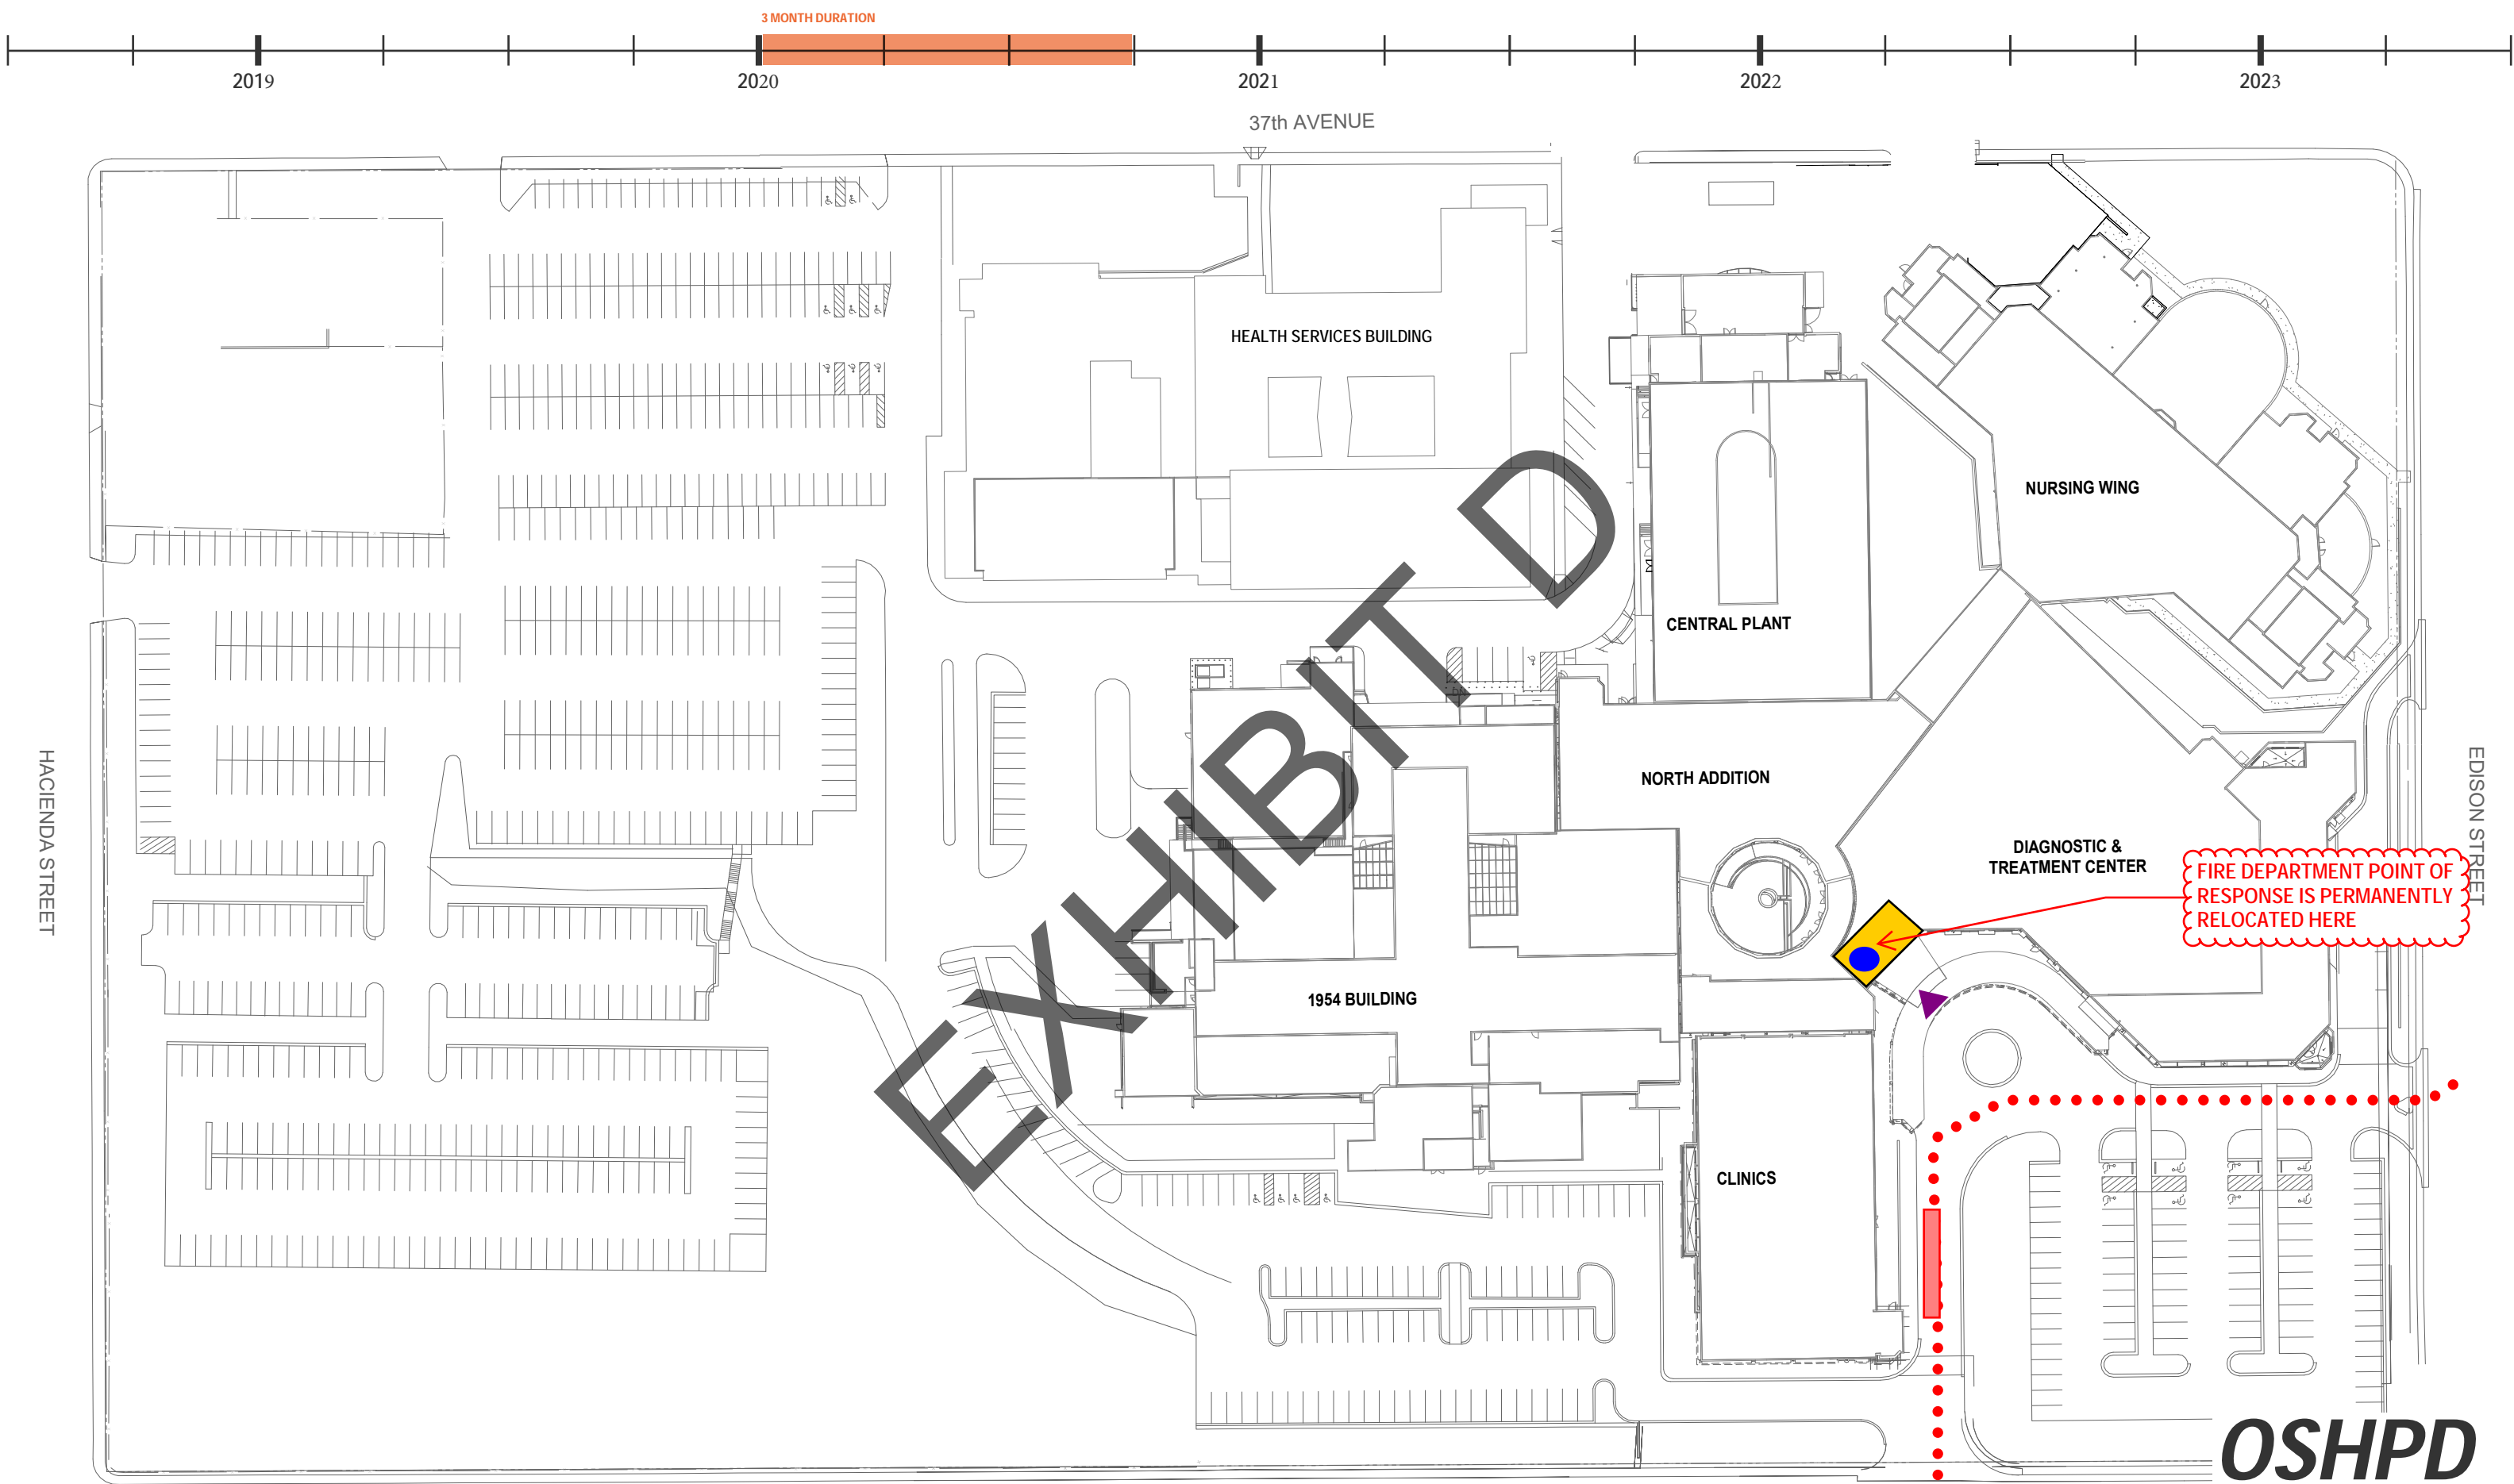 3 MONTH DURATION
2019
2020
2021
2022
2023
37th AVENUE
HEALTH SERVICES BUILDING
NURSING WING
CENTRAL PLANT
HACIENDA STREET
EDISON STREET
NORTH ADDITION
DIAGNOSTIC &
TREATMENT CENTER
FIRE DEPARTMENT POINT OF
RESPONSE IS PERMANENTLY
RELOCATED HERE
1954 BUILDING
CLINICS
EXHIBIT D
OSHPD